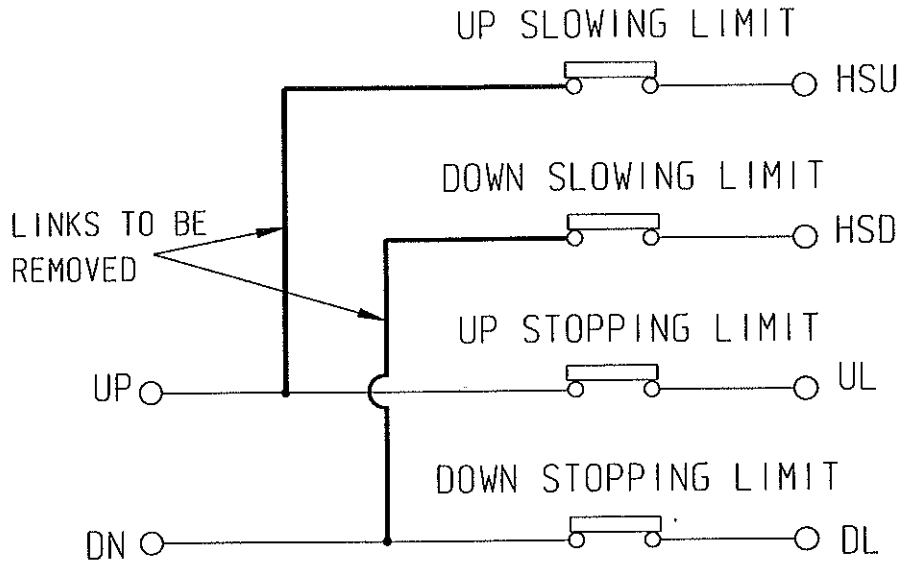 UP SLOWING LIMIT
HSU
DOWN SLOWING LIMIT
LINKS TO BE
REMOVED
HSD
UP STOPPING LIMIT
UP
UL
DOWN STOPPING LIMIT
DN
DL